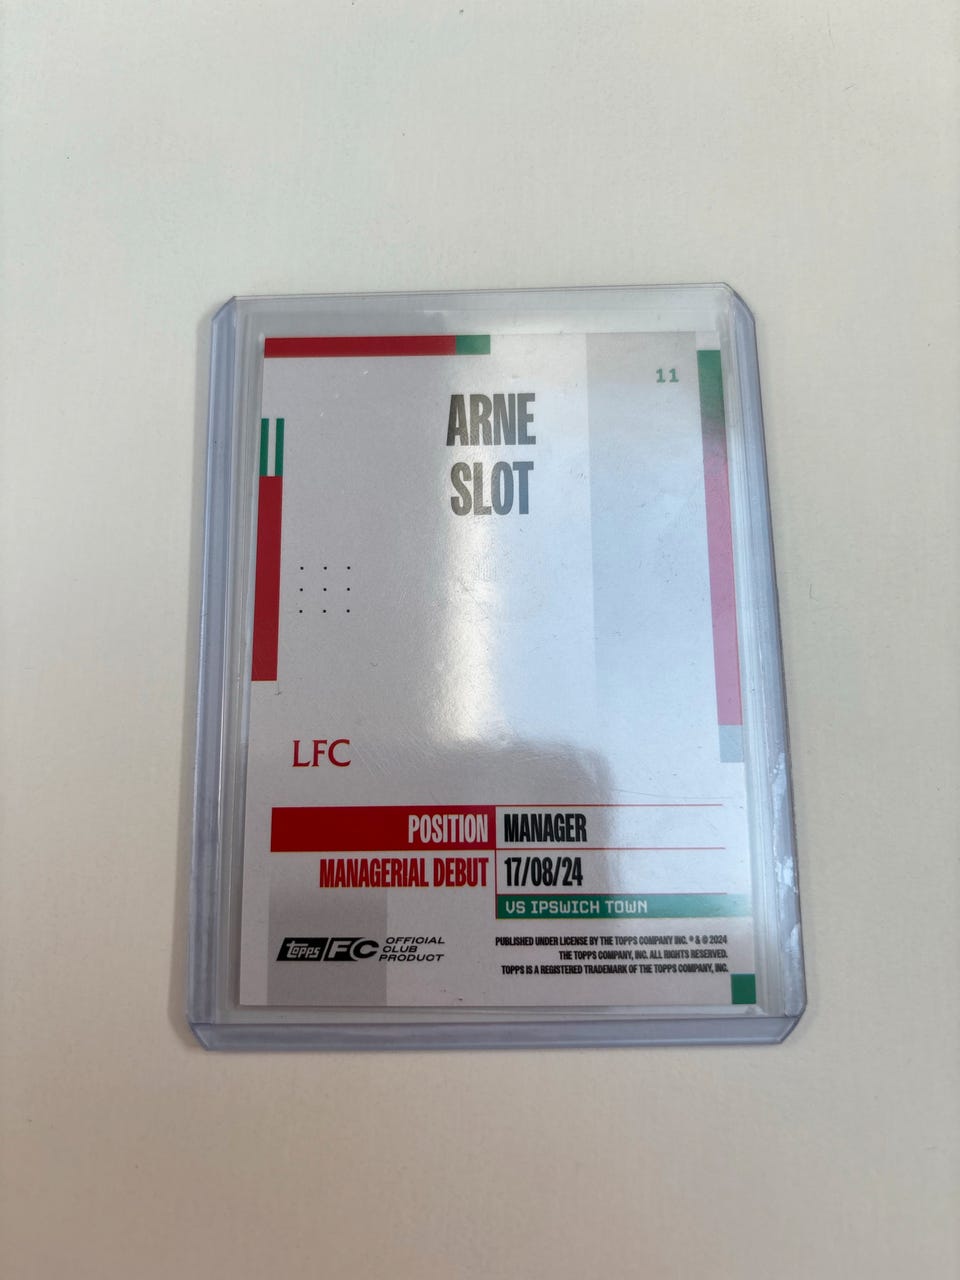 11
ARNE
SLOT
LFC
POSITION MANAGER
MANAGERIAL DEBUT 17/08/24
VS IPSWICH TOWN
topps FC OFFICIAL
CLUB
PRODUCT
PUBLISHED UNDER LICENSE BY THE TOPPS COMPANY INC. ® & © 2024
THE TOPPS COMPANY, INC. ALL RIGHTS RESERVED.
TOPPS IS A REGISTERED TRADEMARK OF THE TOPPS COMPANY, INC.